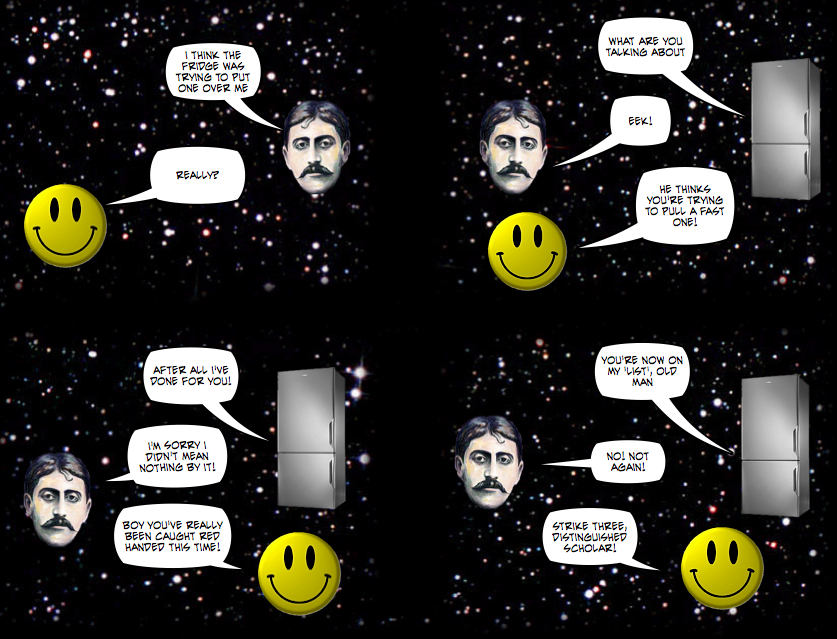 I THINK THE
FRIDGE WAS
TRYING TO PUT
ONE OVER ME
REALLY?
WHAT ARE YOU
TALKING ABOUT
EEK!
HE THINKS
YOU'RE TRYING
TO PULL A FAST
ONE!
AFTER ALL I'VE
DONE FOR YOU!
I'M SORRY I
DIDN'T MEAN
NOTHING BY IT!
BOY YOU'VE REALLY
BEEN CAUGHT RED
HANDED THIS TIME!
YOU'RE NOW ON
MY 'LIST', OLD
MAN
NO! NOT
AGAIN!
STRIKE THREE,
DISTINGUISHED
SCHOLAR!